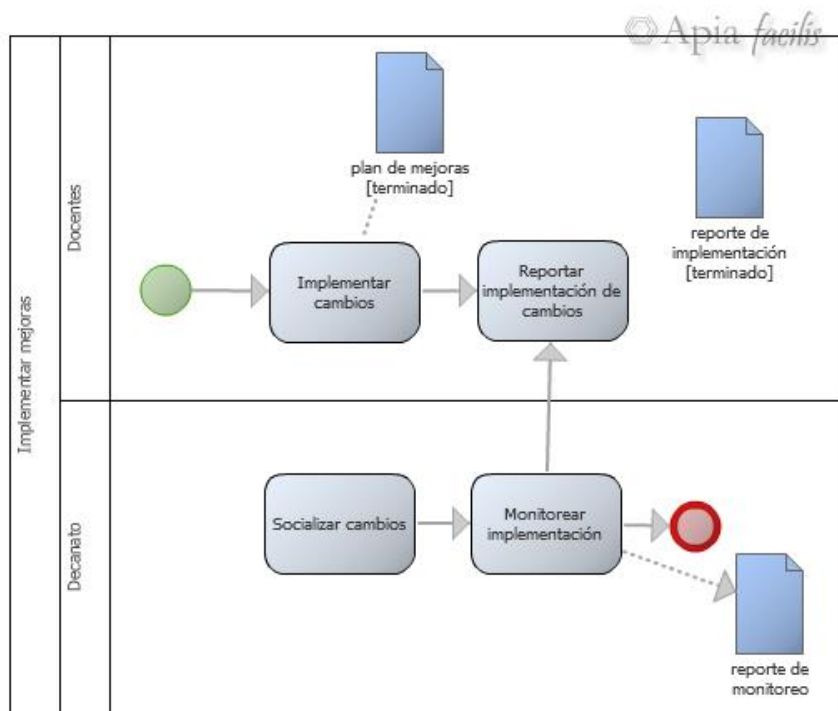 Apia facilis
Implementar mejoras
Docentes
plan de mejoras
[terminado]
reporte de
implementación
[terminado]
Implementar
cambios
Reportar
implementación de
cambios
Decanato
Socializar cambios
Monitorear
implementación
reporte de
monitoreo